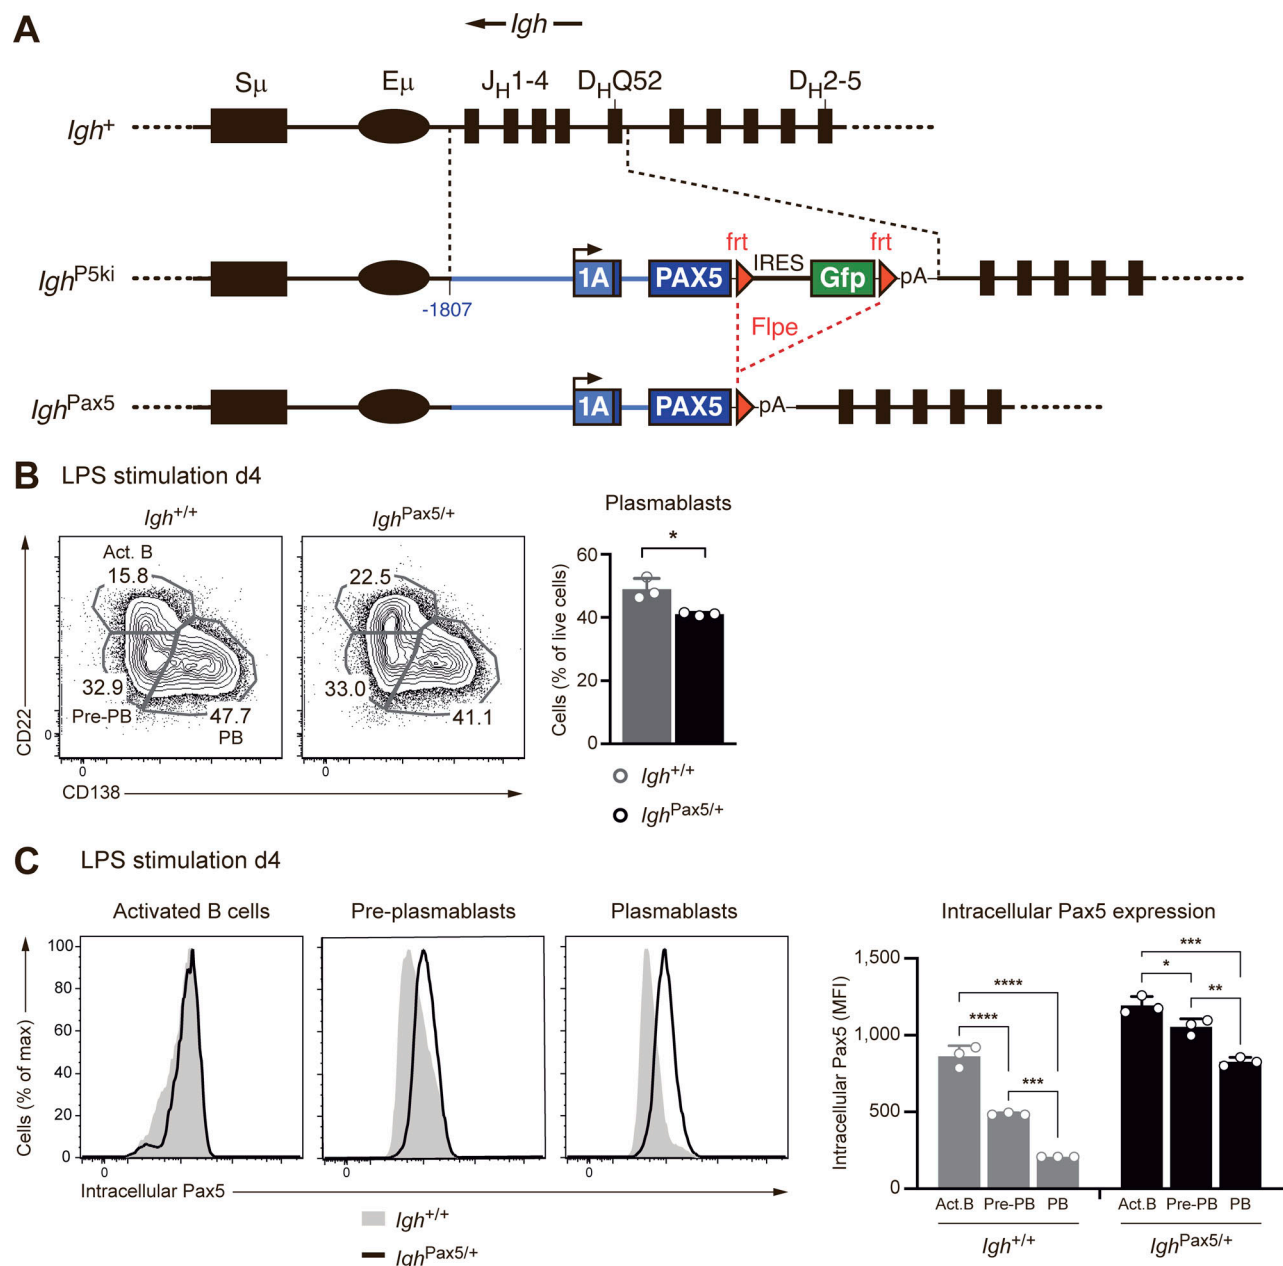 A
Igh
Sμ Eμ JH1-4 DHQ52 DH2-5
Igh+
frt IRES frt
IghP5ki 1A PAX5 Gfp pA
-1807
Flpe
IghPax5 1A PAX5 pA
B LPS stimulation d4
Igh+/+ IghPax5/+
Act. B
15.8
22.5
32.9
Pre-PB
47.7
PB
33.0
41.1
CD22
0
0
0
CD138
Plasmablasts
*
Cells (% of live cells)
60
40
20
0
Igh+/+
IghPax5/+
C LPS stimulation d4
Activated B cells Pre-plasmablasts Plasmablasts
Cells (% of max)
100
80
60
40
20
0
0 0 0
Intracellular Pax5
Igh+/+
IghPax5/+
Intracellular Pax5 expression
Intracellular Pax5 (MFI)
1,500
1,000
500
0
****
****
***
***
*
**
Act.B Pre-PB PB Act.B Pre-PB PB
Igh+/+ IghPax5/+